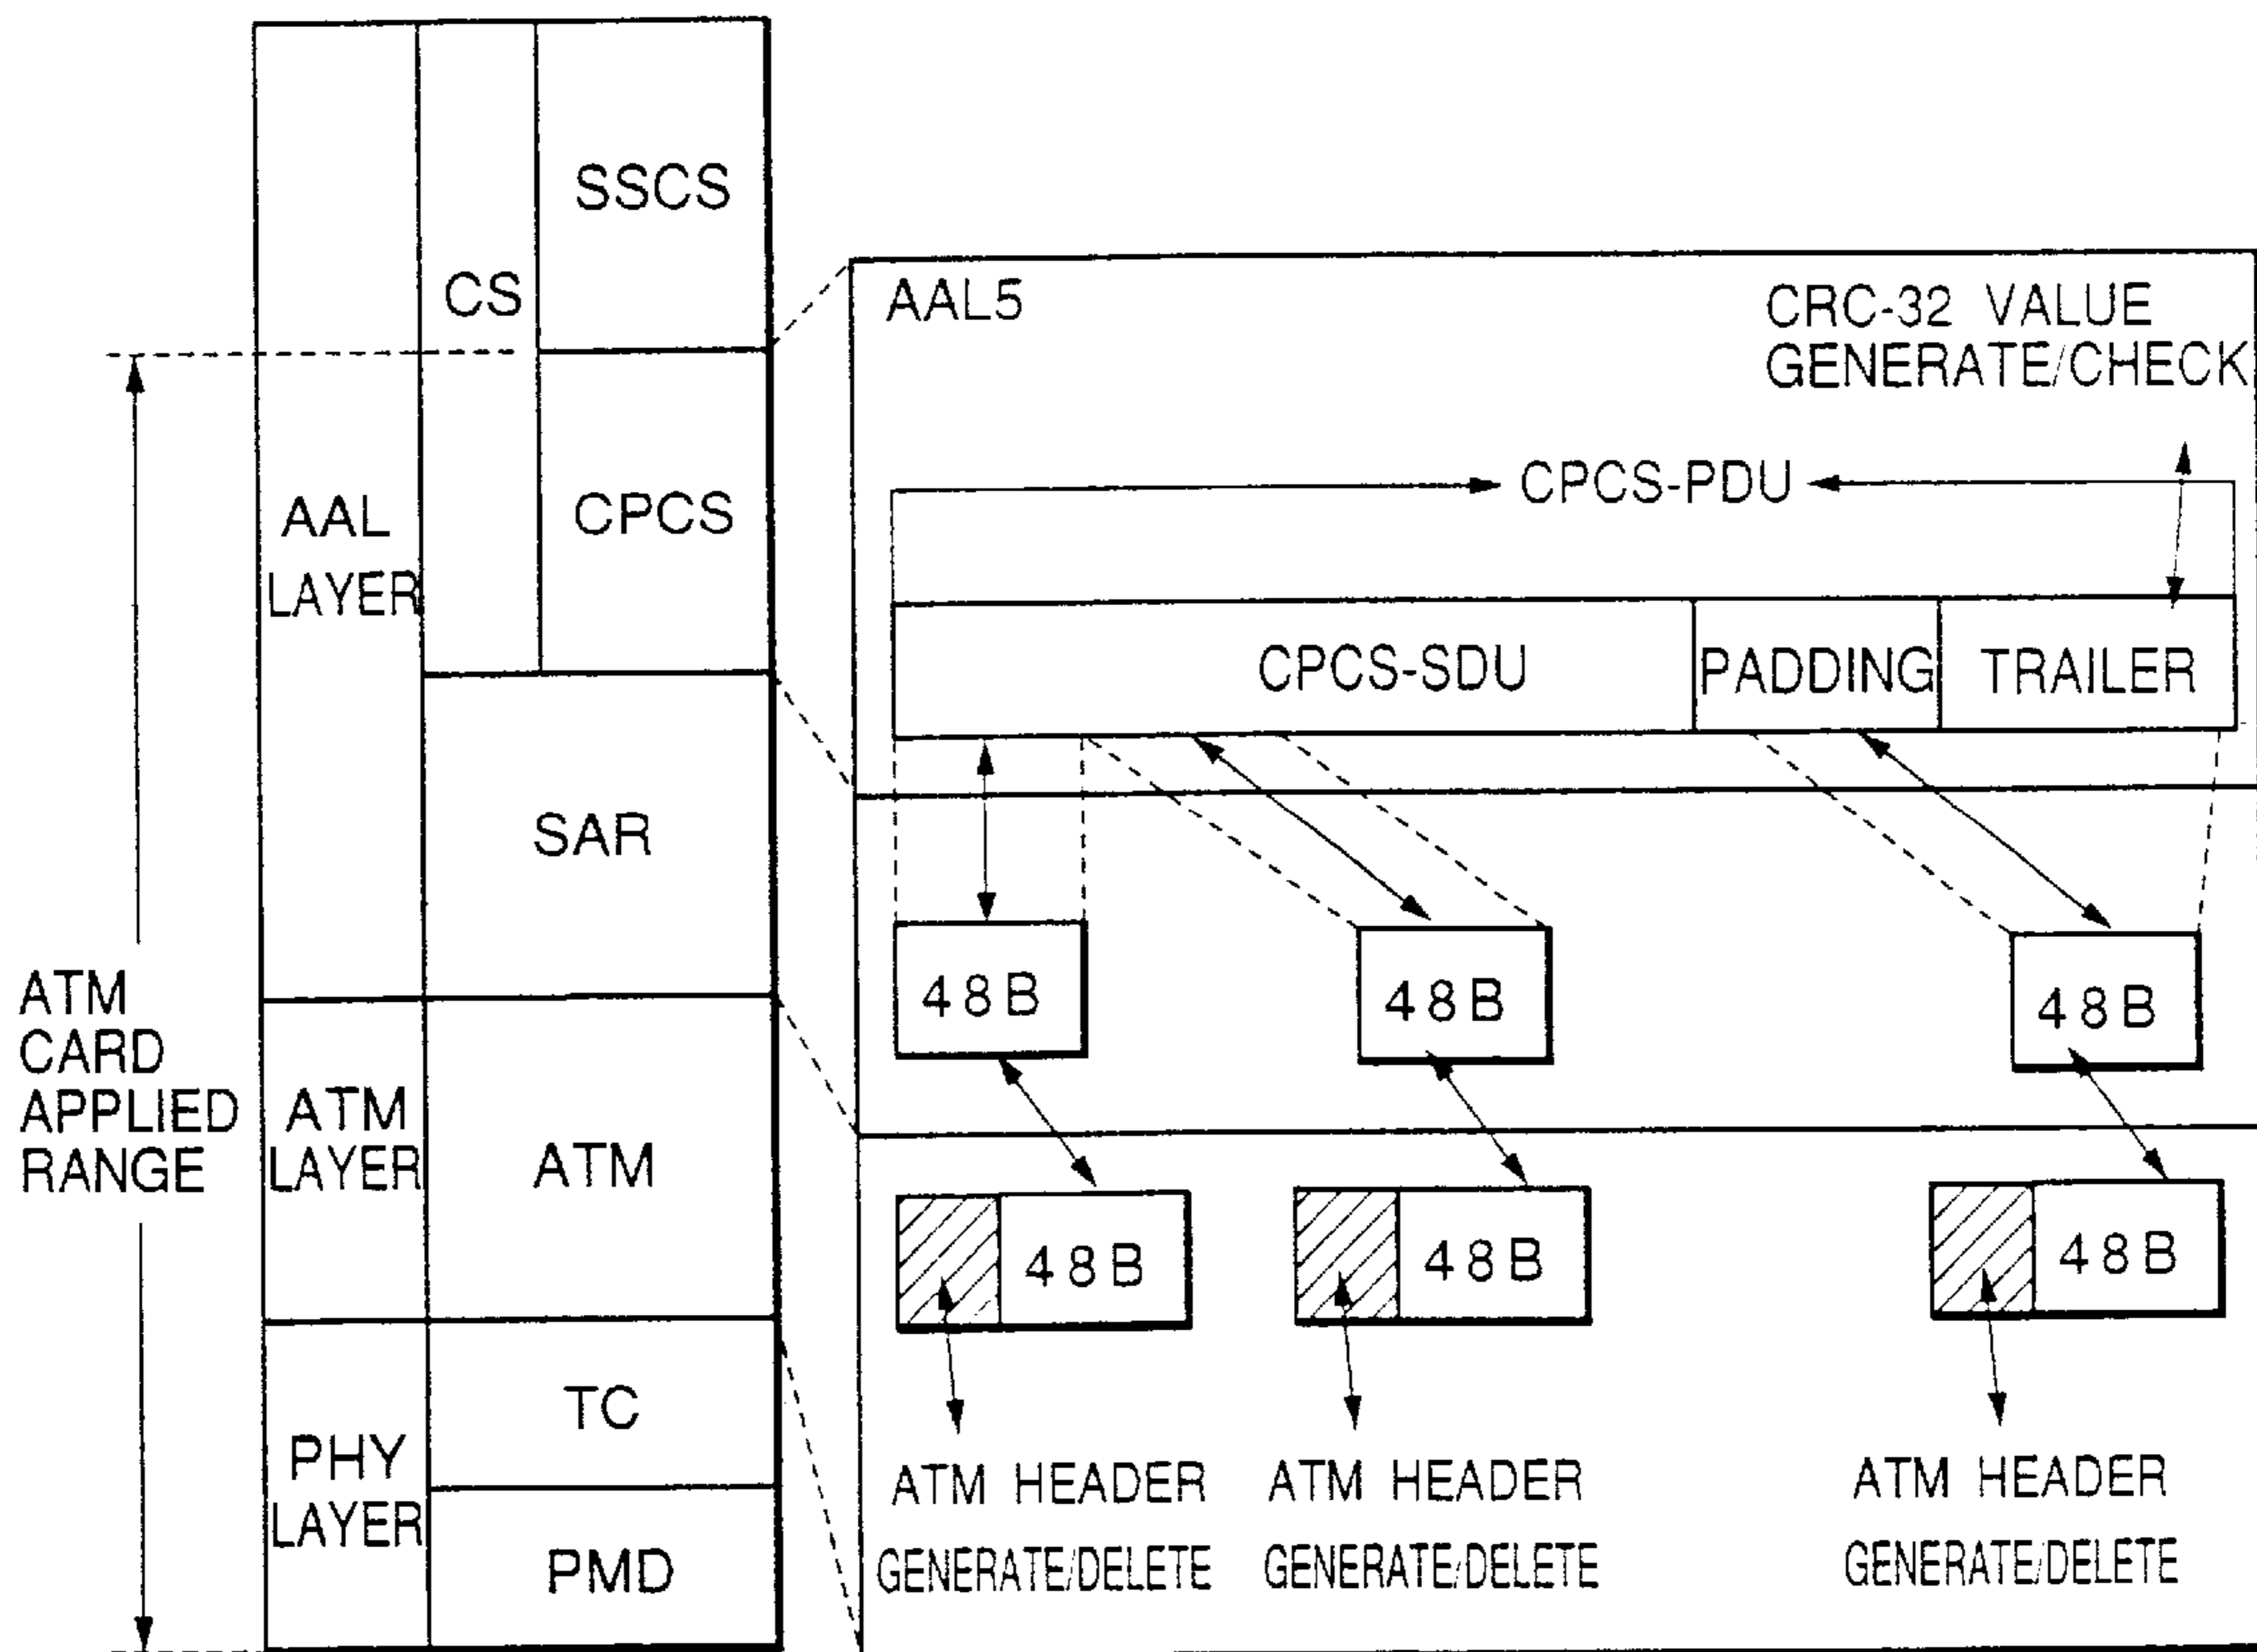 SSCS
CS
CPCS
AAL
LAYER
SAR
ATM
CARD
APPLIED
RANGE
ATM
LAYER
ATM
TC
PHY
LAYER
PMD
AAL5
CRC-32 VALUE
GENERATE/CHECK
CPCS-PDU
CPCS-SDU PADDING TRAILER
48B 48B 48B
48B 48B 48B
ATM HEADER ATM HEADER ATM HEADER
GENERATE/DELETE GENERATE/DELETE GENERATE/DELETE